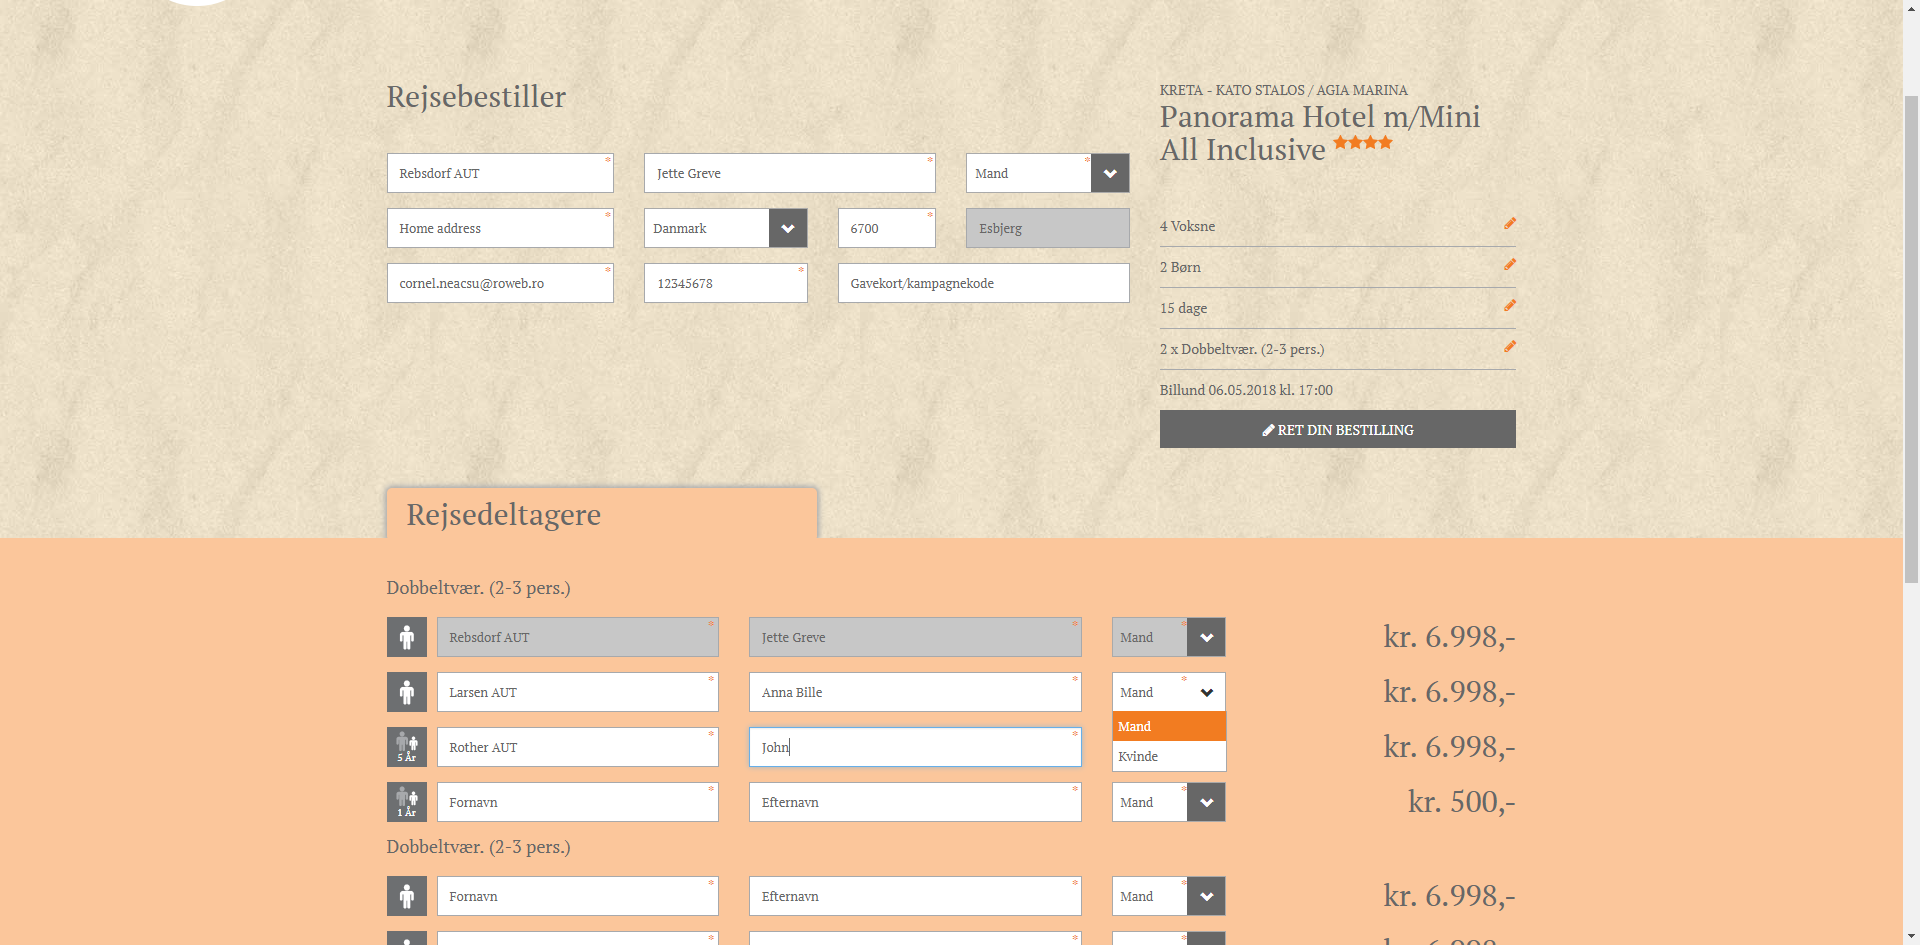 Rejsebestiller
Rebsdorf AUT * Jette Greve * Mand *
Home address * Danmark 6700 * Esbjerg
cornel.neacsu@roweb.ro * 12345678 * Gavekort/kampagnekode
KRETA - KATO STALOS / AGIA MARINA
Panorama Hotel m/Mini
All Inclusive
4 Voksne
2 Børn
15 dage
2 x Dobbeltvær. (2-3 pers.)
Billund 06.05.2018 kl. 17:00
RET DIN BESTILLING
Rejsedeltagere
Dobbeltvær. (2-3 pers.)
Rebsdorf AUT * Jette Greve * Mand * kr. 6.998,-
Larsen AUT * Anna Bille * Mand * kr. 6.998,-
Mand
Kvinde
5 År Rother AUT * John * kr. 6.998,-
1 År Fornavn * Efternavn * Mand * kr. 500,-
Dobbeltvær. (2-3 pers.)
Fornavn * Efternavn * Mand * kr. 6.998,-